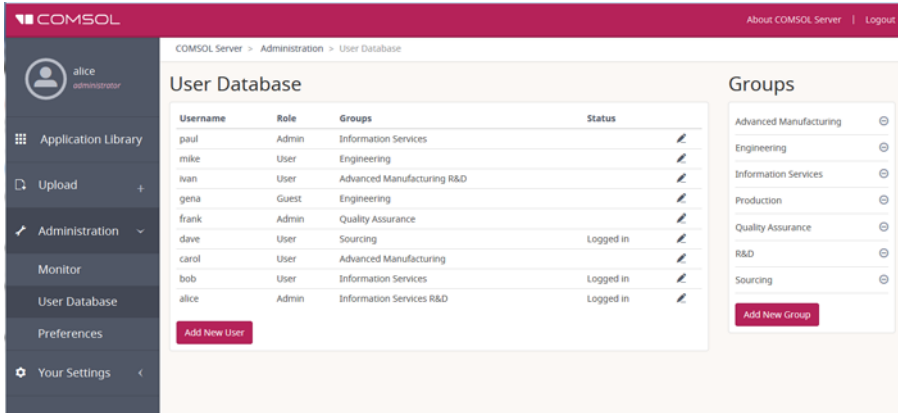 COMSOL
About COMSOL Server | Logout
COMSOL Server > Administration > User Database
alice
administrator
Application Library
Upload +
Administration
Monitor
User Database
Preferences
Your Settings
User Database
Username Role Groups Status
paul Admin Information Services
mike User Engineering
ivan User Advanced Manufacturing R&D
gena Guest Engineering
frank Admin Quality Assurance
dave User Sourcing Logged in
carol User Advanced Manufacturing
bob User Information Services Logged in
alice Admin Information Services R&D Logged in
Add New User
Groups
Advanced Manufacturing
Engineering
Information Services
Production
Quality Assurance
R&D
Sourcing
Add New Group